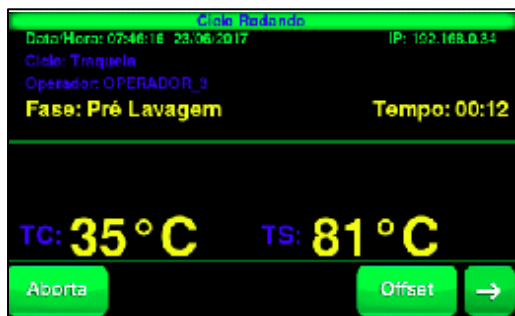 Ciclo Rodando
Data/Hora: 07:46:16 23/06/2017 IP: 192.168.0.34
Ciclo: Traqueia
Operador: OPERADOR_3
Fase: Pré Lavagem Tempo: 00:12
TC: 35°C TS: 81°C
Aborta Offset →